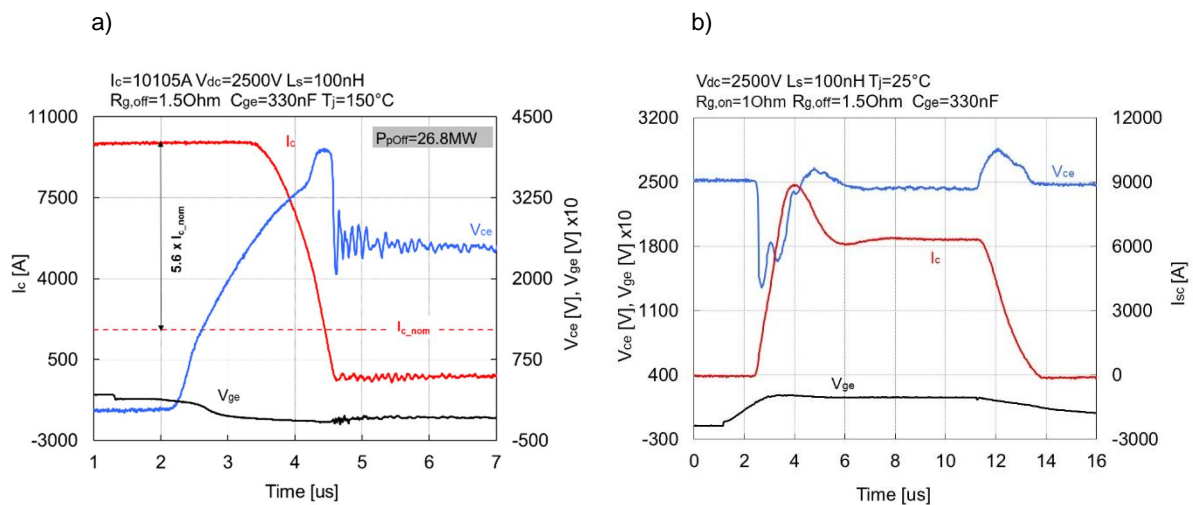 a)
Ic=10105A Vdc=2500V Ls=100nH
Rg,off=1.5Ohm Cge=330nF Tj=150°C
11000
7500
4000
500
-3000
Ic [A]
4500
3250
2000
750
-500
Vce [V], Vge [V] x10
PpOff=26.8MW
Ic
5.6 x Ic_nom
Vce
Ic_nom
Vge
1 2 3 4 5 6 7
Time [us]
b)
Vdc=2500V Ls=100nH Tj=25°C
Rg,on=1Ohm Rg,off=1.5Ohm Cge=330nF
3200
2500
1800
1100
400
-300
Vce [V], Vge [V] x10
12000
9000
6000
3000
0
-3000
Isc [A]
Vce
Ic
Vge
0 2 4 6 8 10 12 14 16
Time [us]